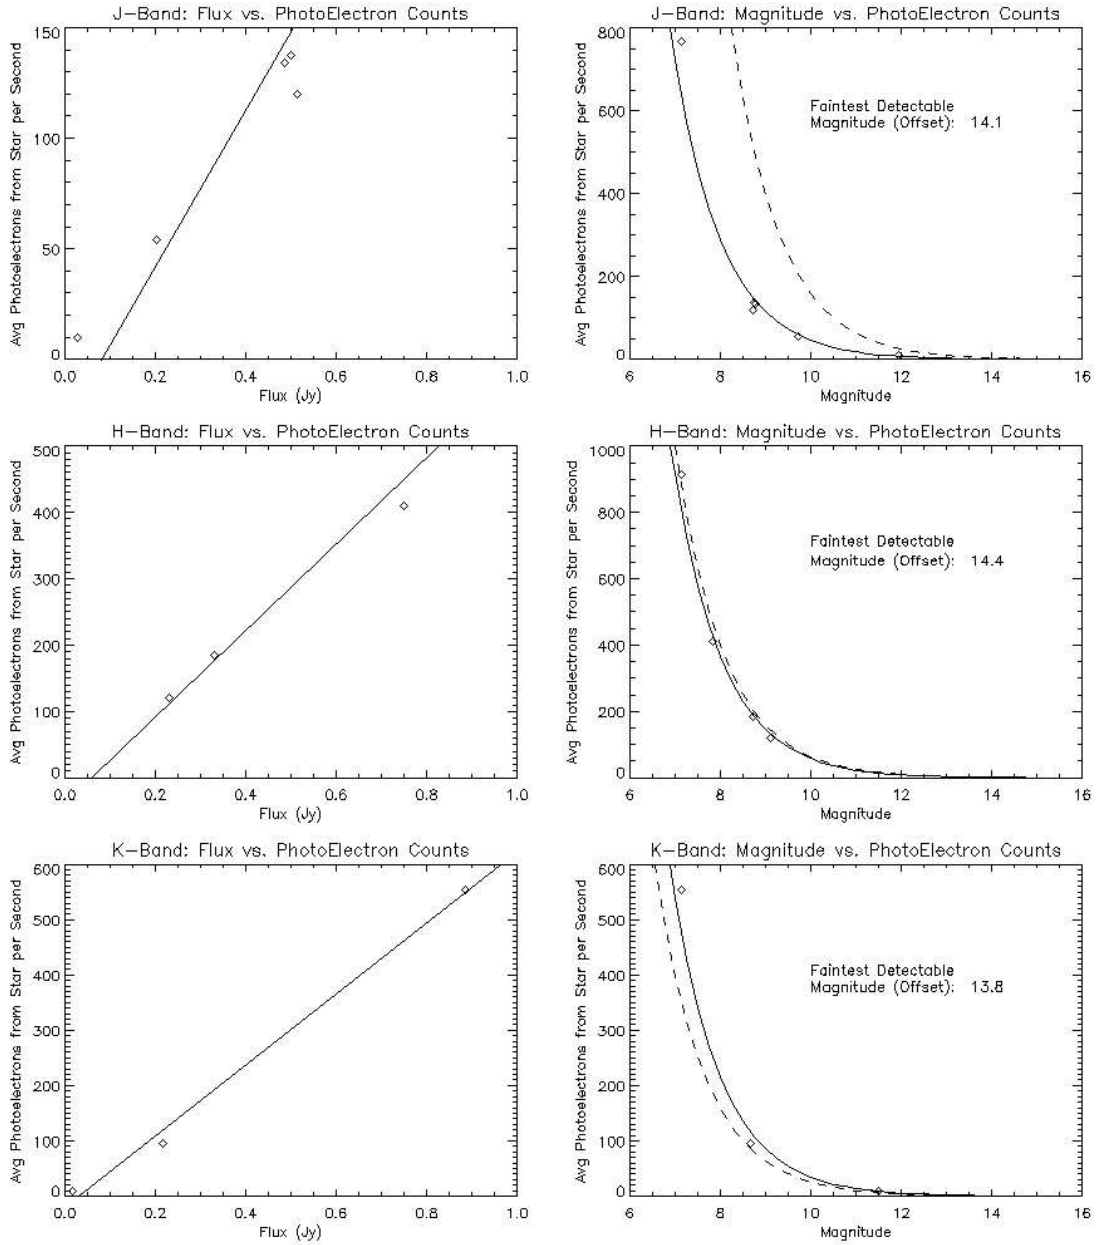 J-Band: Flux vs. PhotoElectron Counts
Avg Photoelectrons from Star per Second
150
100
50
0
0.0 0.2 0.4 0.6 0.8 1.0
Flux (Jy)
J-Band: Magnitude vs. PhotoElectron Counts
Avg Photoelectrons from Star per Second
800
600
400
200
0
Faintest Detectable
Magnitude (Offset): 14.1
6 8 10 12 14 16
Magnitude
H-Band: Flux vs. PhotoElectron Counts
Avg Photoelectrons from Star per Second
500
400
300
200
100
0
0.0 0.2 0.4 0.6 0.8 1.0
Flux (Jy)
H-Band: Magnitude vs. PhotoElectron Counts
Avg Photoelectrons from Star per Second
1000
800
600
400
200
0
Faintest Detectable
Magnitude (Offset): 14.4
6 8 10 12 14 16
Magnitude
K-Band: Flux vs. PhotoElectron Counts
Avg Photoelectrons from Star per Second
600
500
400
300
200
100
0
0.0 0.2 0.4 0.6 0.8 1.0
Flux (Jy)
K-Band: Magnitude vs. PhotoElectron Counts
Avg Photoelectrons from Star per Second
600
500
400
300
200
100
0
Faintest Detectable
Magnitude (Offset): 13.8
6 8 10 12 14 16
Magnitude